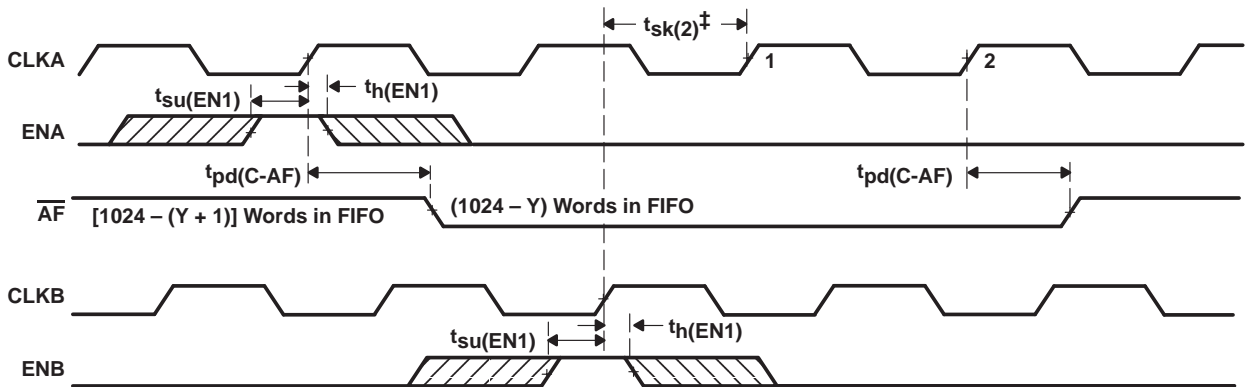 tsk(2)‡
CLKA
1
2
tsu(EN1)
th(EN1)
ENA
tpd(C-AF)
tpd(C-AF)
AF
[1024 – (Y + 1)] Words in FIFO
(1024 – Y) Words in FIFO
CLKB
tsu(EN1)
th(EN1)
ENB